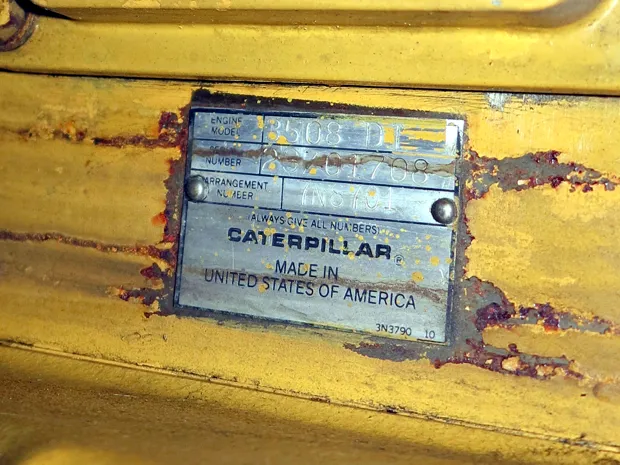 ENGINE MODEL 3508 DI
NUMBER
ARRANGEMENT NUMBER
(ALWAYS GIVE ALL NUMBERS)
CATERPILLAR®
MADE IN
UNITED STATES OF AMERICA
3N3790 10